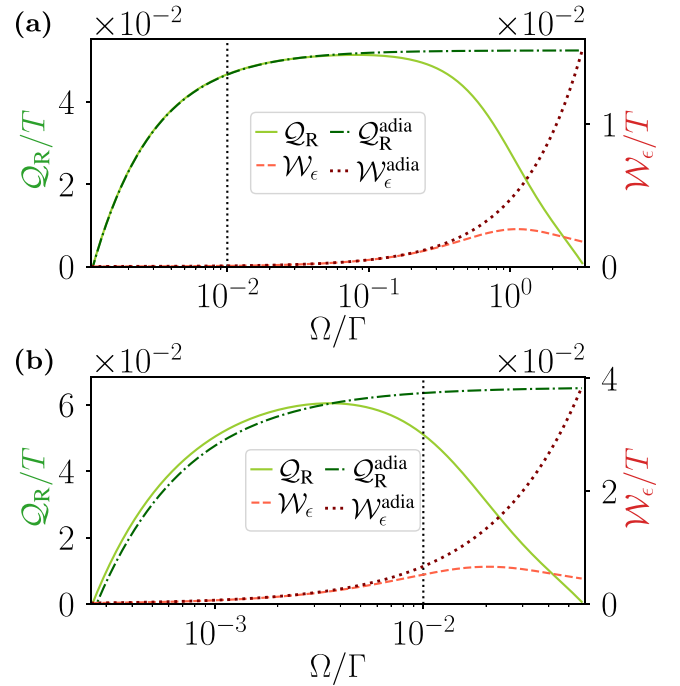 (a)
×10⁻²
×10⁻²
𝒬_R/T
4
2
0
𝒬_R
𝒬_R^adia
𝒲_ϵ
𝒲_ϵ^adia
1
0
𝒲_ϵ/T
10⁻²
10⁻¹
10⁰
Ω/Γ
(b)
×10⁻²
×10⁻²
𝒬_R/T
6
4
2
0
𝒬_R
𝒬_R^adia
𝒲_ϵ
𝒲_ϵ^adia
4
2
0
𝒲_ϵ/T
10⁻³
10⁻²
Ω/Γ